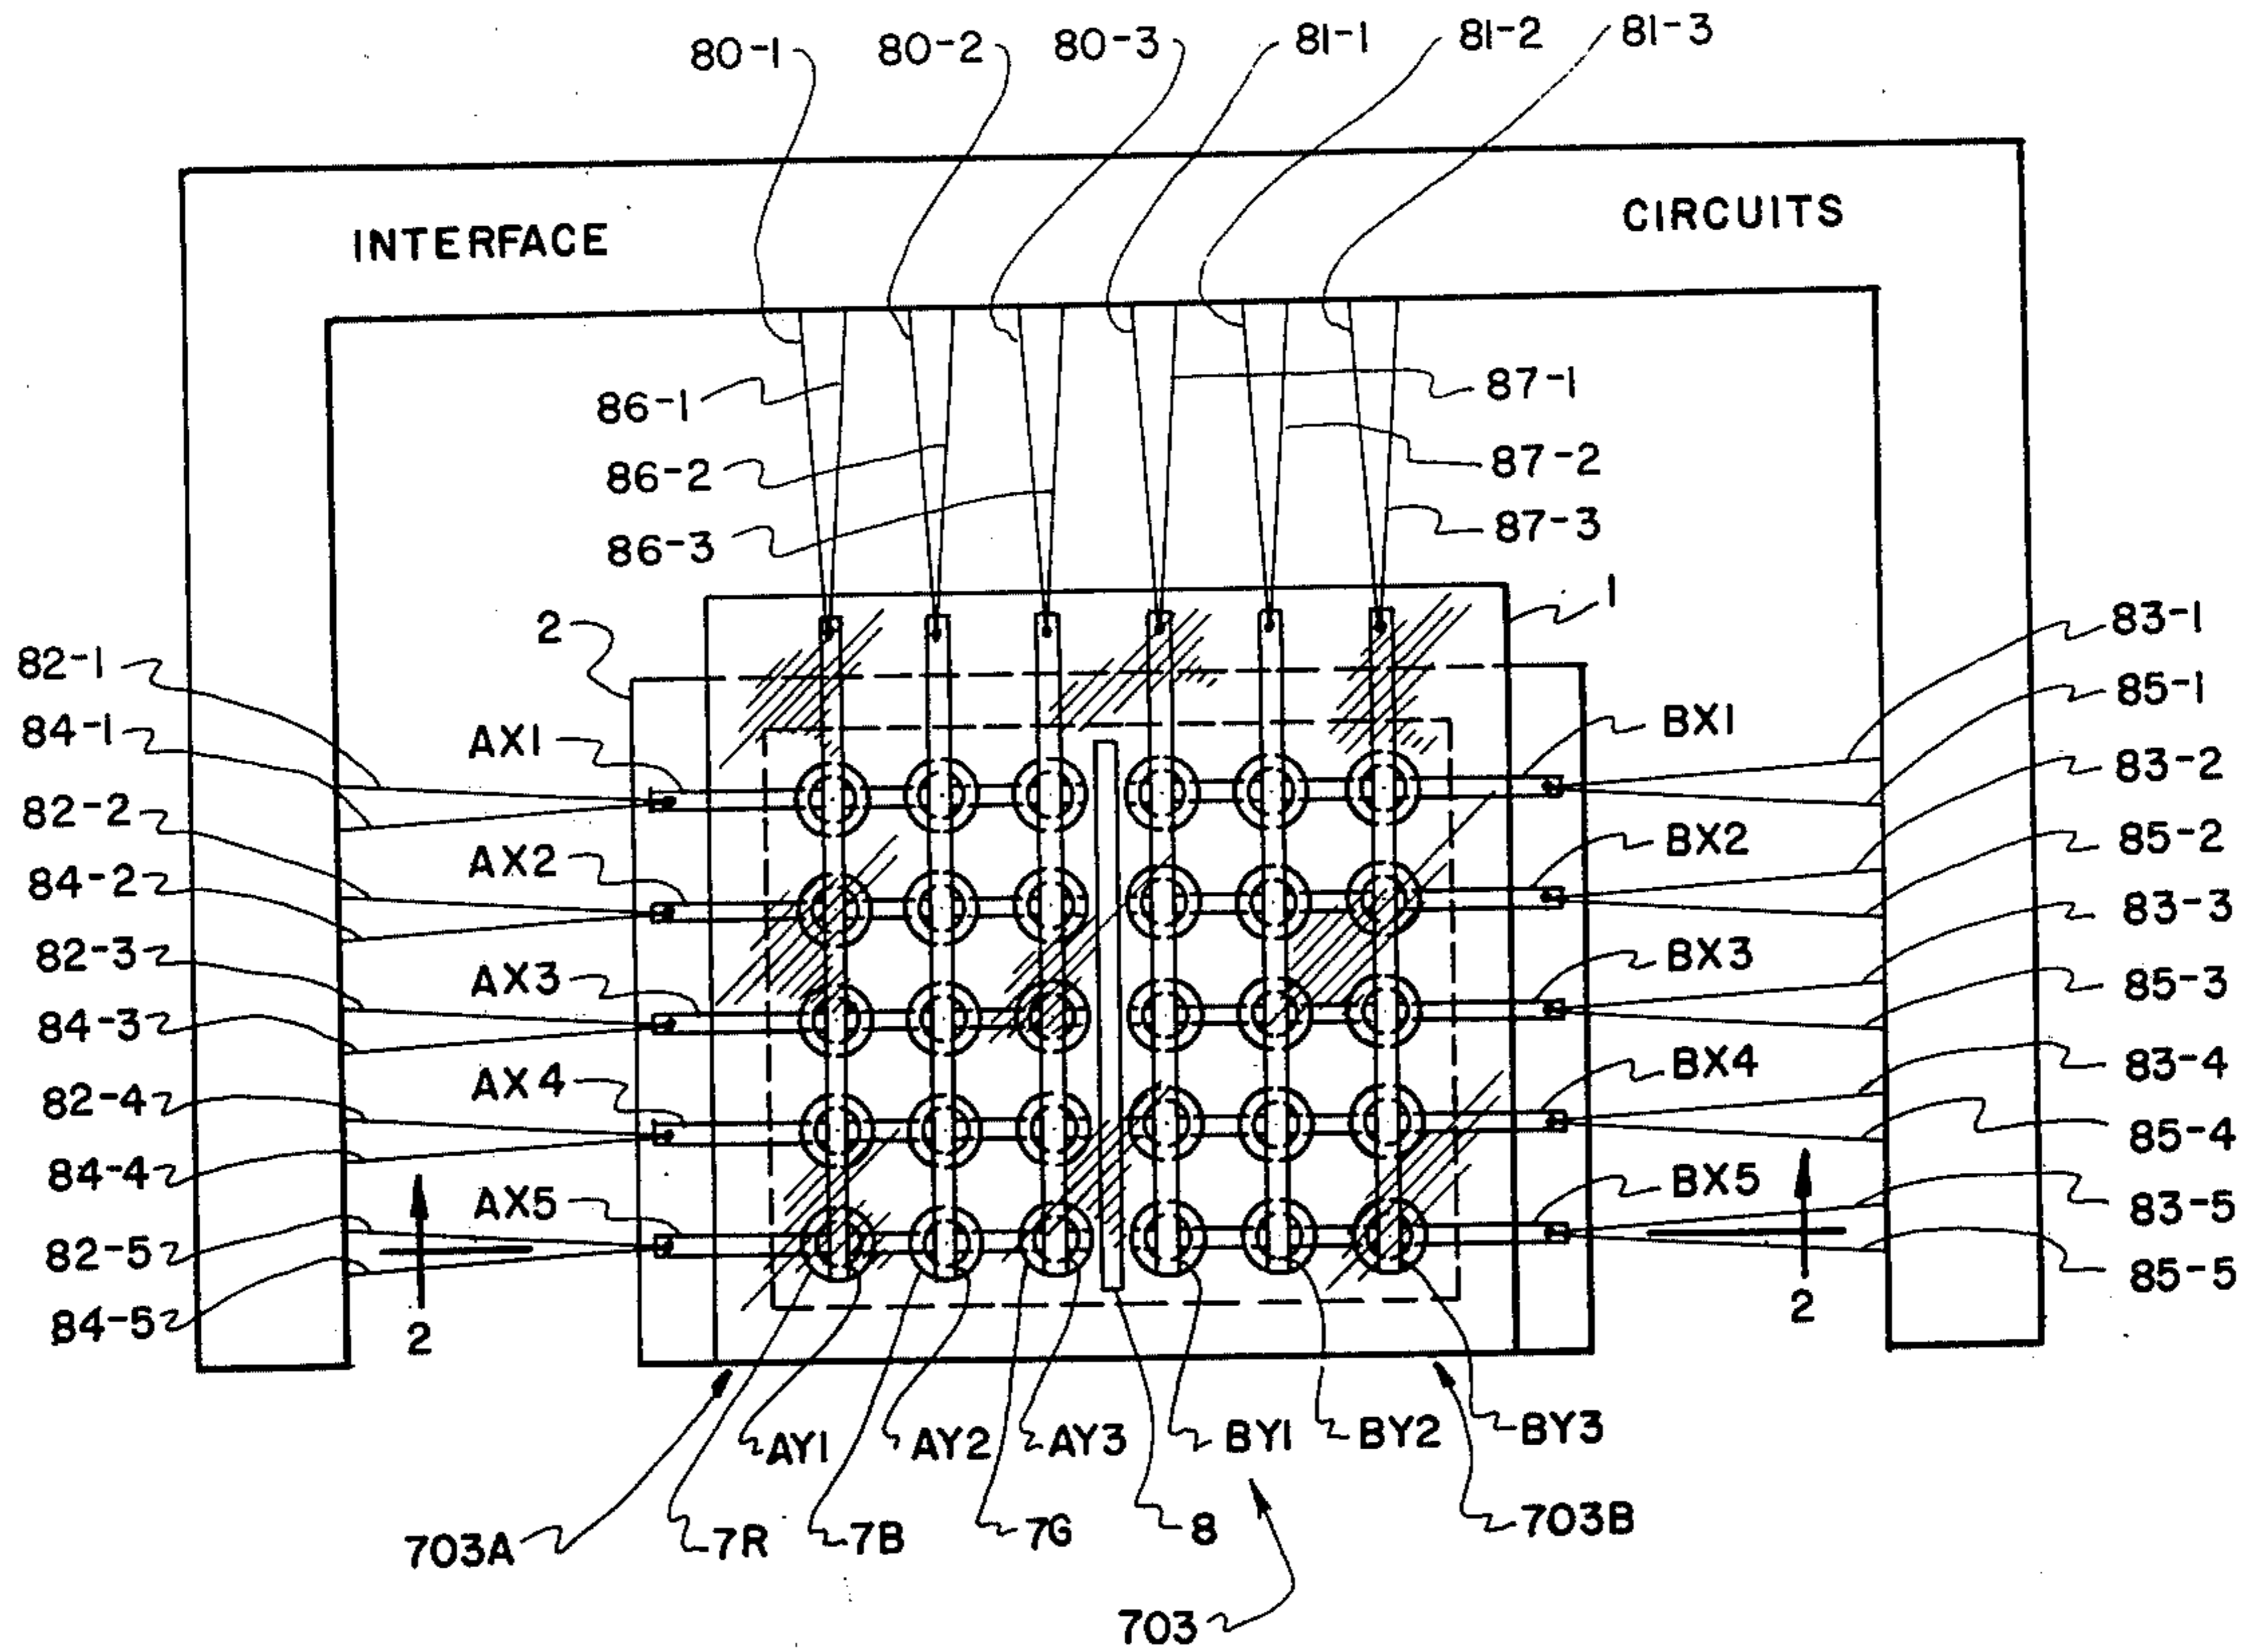 80-1 80-2 80-3 81-1 81-2 81-3
INTERFACE CIRCUITS
86-1 87-1
86-2 87-2
86-3 87-3
2 1
82-1 83-1
84-1 AX1 BX1 85-1
82-2 83-2
84-2 AX2 BX2 85-2
82-3 83-3
84-3 AX3 BX3 85-3
82-4 AX4 BX4 83-4
84-4 85-4
82-5 AX5 BX5 83-5
84-5 2 2 85-5
AY1 AY2 AY3 BY1 BY2 BY3
703A 7R 7B 7G 8 703B
703